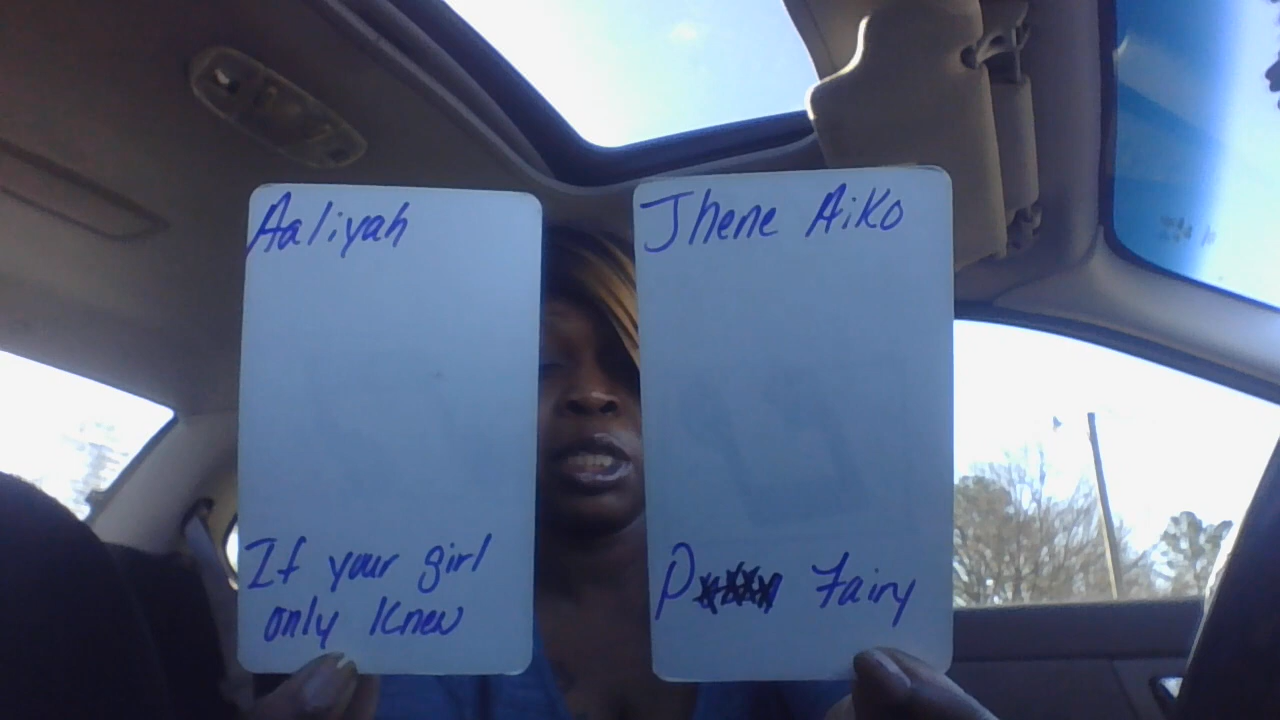 Aaliyah
If your girl
only Knew
Jhene Aiko
P***** Fairy